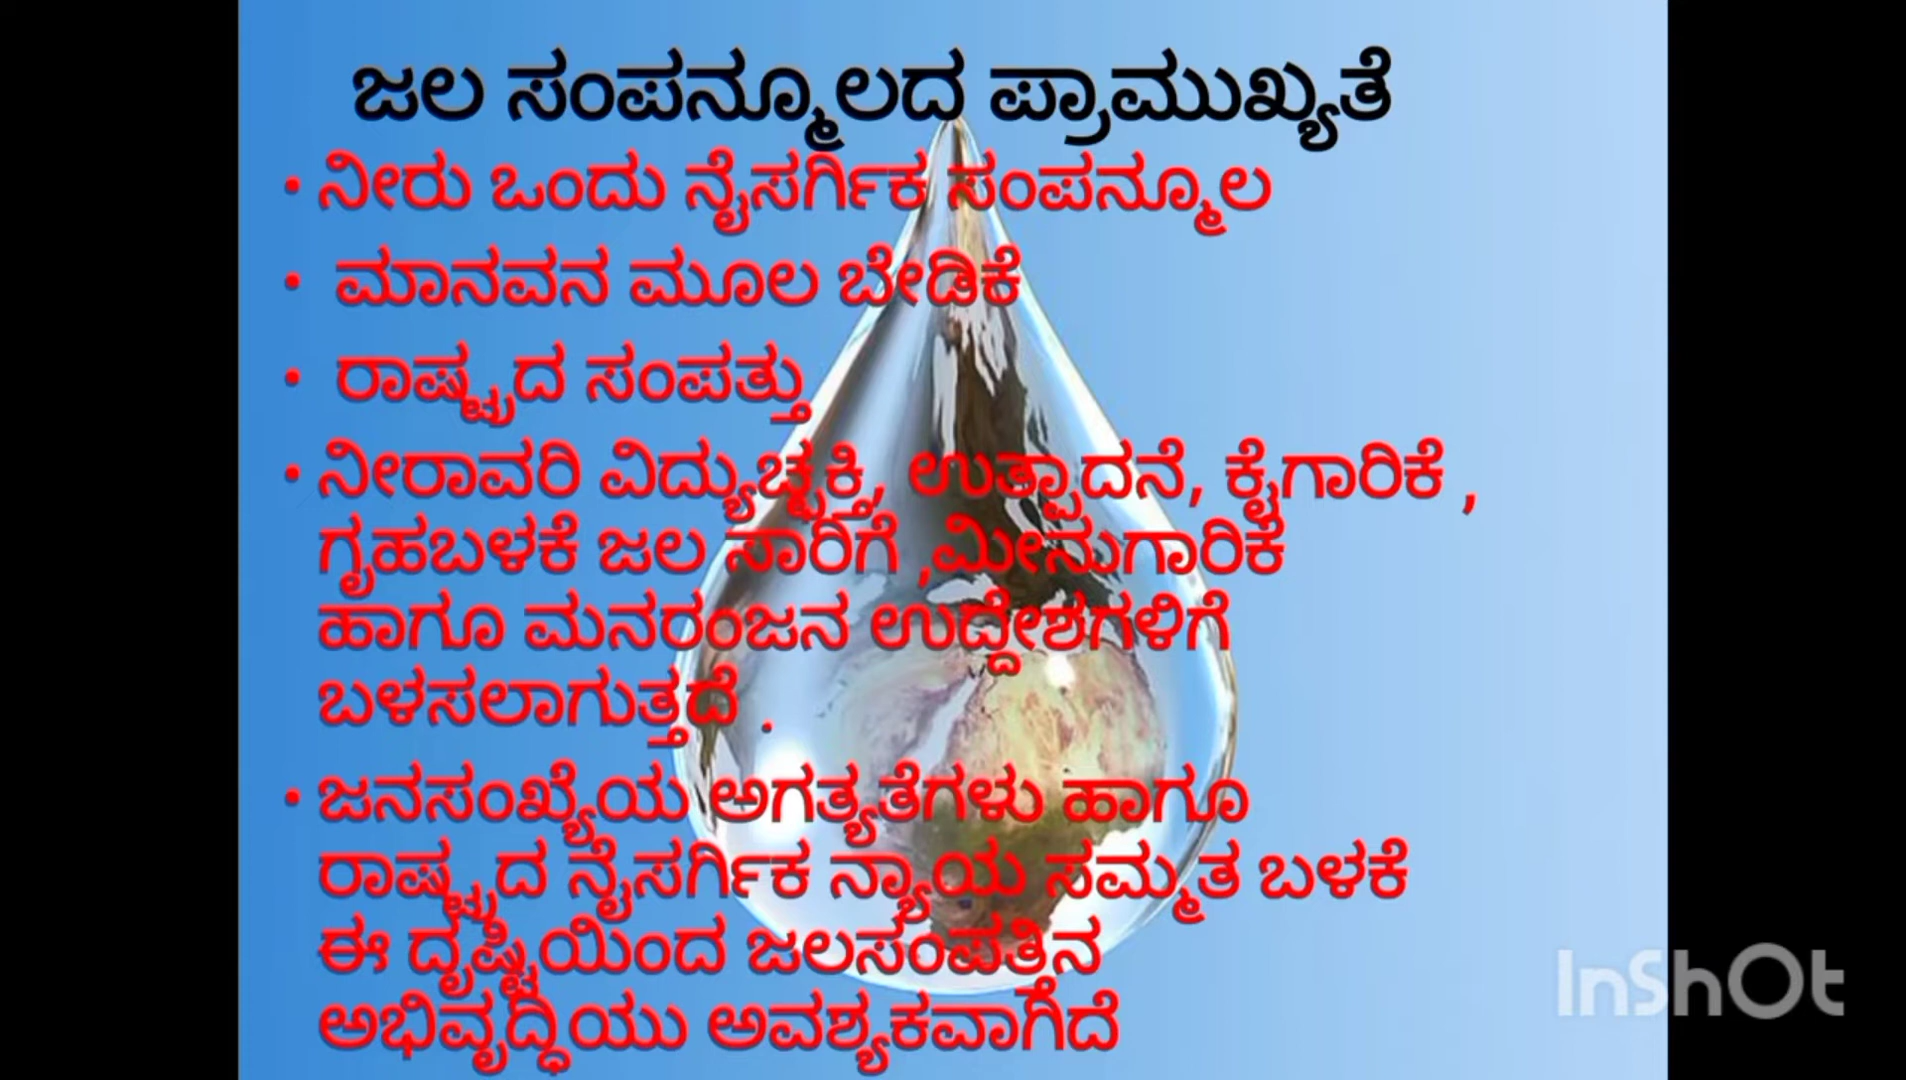 ಜಲ ಸಂಪನ್ಮೂಲದ ಪ್ರಾಮುಖ್ಯತೆ
• ನೀರು ಒಂದು ನೈಸರ್ಗಿಕ ಸಂಪನ್ಮೂಲ
• ಮಾನವನ ಮೂಲ ಬೇಡಿಕೆ
• ರಾಷ್ಟ್ರದ ಸಂಪತ್ತು
• ನೀರಾವರಿ ವಿದ್ಯುಚ್ಛಕ್ತಿ, ಉತ್ಪಾದನೆ, ಕೈಗಾರಿಕೆ ,
ಗೃಹಬಳಕೆ ಜಲ ಸಾರಿಗೆ ,ಮೀನುಗಾರಿಕೆ
ಹಾಗೂ ಮನರಂಜನ ಉದ್ದೇಶಗಳಿಗೆ
ಬಳಸಲಾಗುತ್ತದೆ .
• ಜನಸಂಖ್ಯೆಯ ಅಗತ್ಯತೆಗಳು ಹಾಗೂ
ರಾಷ್ಟ್ರದ ನೈಸರ್ಗಿಕ ನ್ಯಾಯ ಸಮ್ಮತ ಬಳಕೆ
ಈ ದೃಷ್ಟಿಯಿಂದ ಜಲಸಂಪತ್ತಿನ
ಅಭಿವೃದ್ಧಿಯು ಅವಶ್ಯಕವಾಗಿದೆ
InShOt